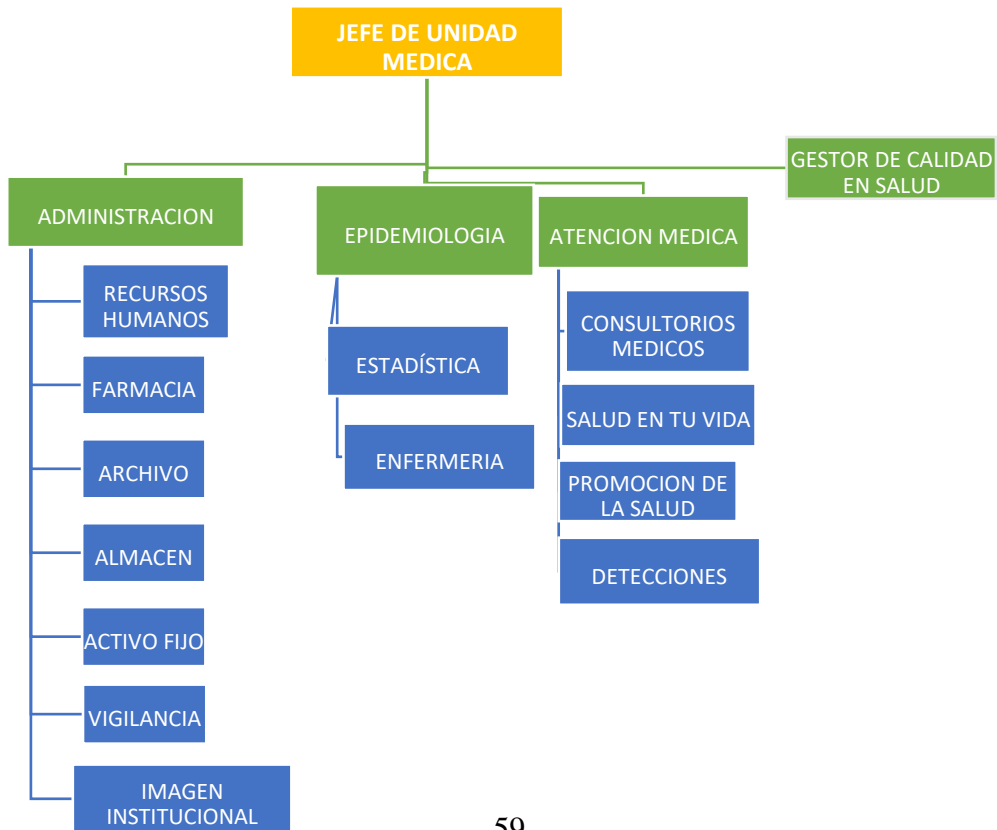 JEFE DE UNIDAD
MEDICA
GESTOR DE CALIDAD
EN SALUD
ADMINISTRACION
RECURSOS
HUMANOS
FARMACIA
ARCHIVO
ALMACEN
ACTIVO FIJO
VIGILANCIA
IMAGEN
INSTITUCIONAL
EPIDEMIOLOGIA
ESTADÍSTICA
ENFERMERIA
ATENCION MEDICA
CONSULTORIOS
MEDICOS
SALUD EN TU VIDA
PROMOCION DE
LA SALUD
DETECCIONES
59